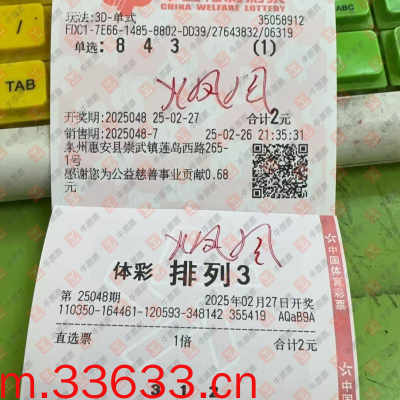 CHINA WELFARE LOTTERY
玩法:3D-单式
35058912
FDC1-7E66-1485-8802-DD39/27643832/06319
单选: 8 4 3 (1)
开奖期:2025048 25-02-27 合计2元
销售期:2025048-7 25-02-26 21:35:31
泉州惠安县崇武镇莲岛西路265-
1号
感谢您为公益慈善事业贡献0.68
元
TAB
体彩 排列3
第 25048期 2025年02月27日开奖
110350-164461-120593-348142 355419 AQaB9A
直选票 1倍 合计2元
3 1 2
中国体育彩票
m.33633.cn